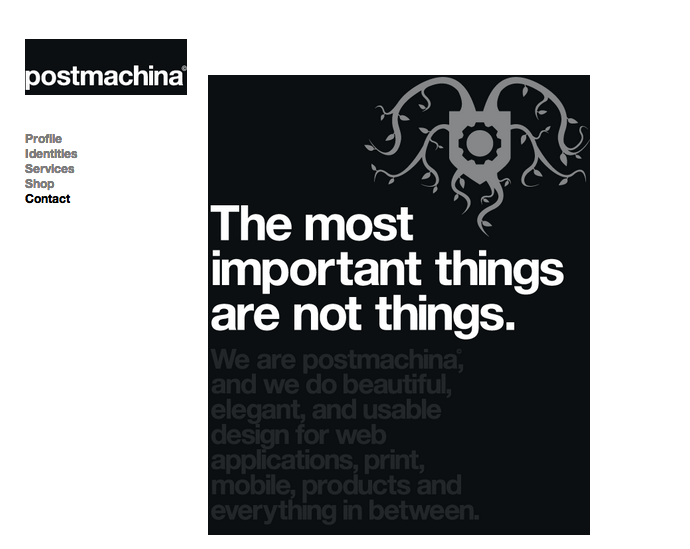 postmachina©
Profile
Identities
Services
Shop
Contact
The most
important things
are not things.
We are postmachina,
and we do beautiful,
elegant, and usable
design for web
applications, print,
mobile, products and
everything in between.